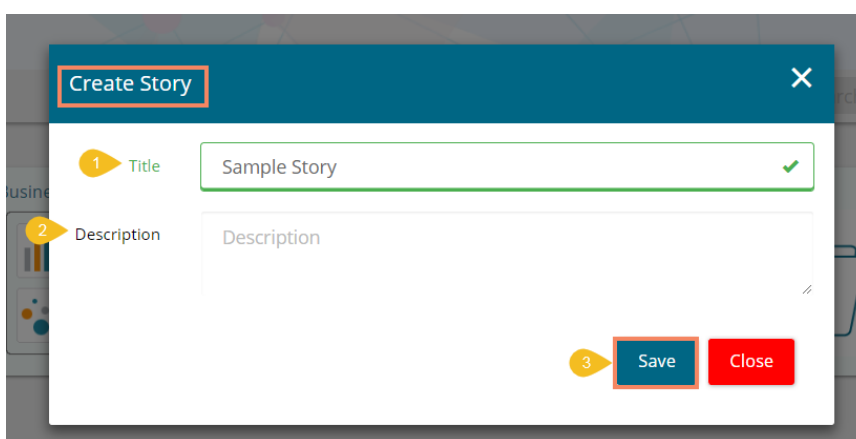 Create Story
1 Title Sample Story
2 Description Description
3 Save Close